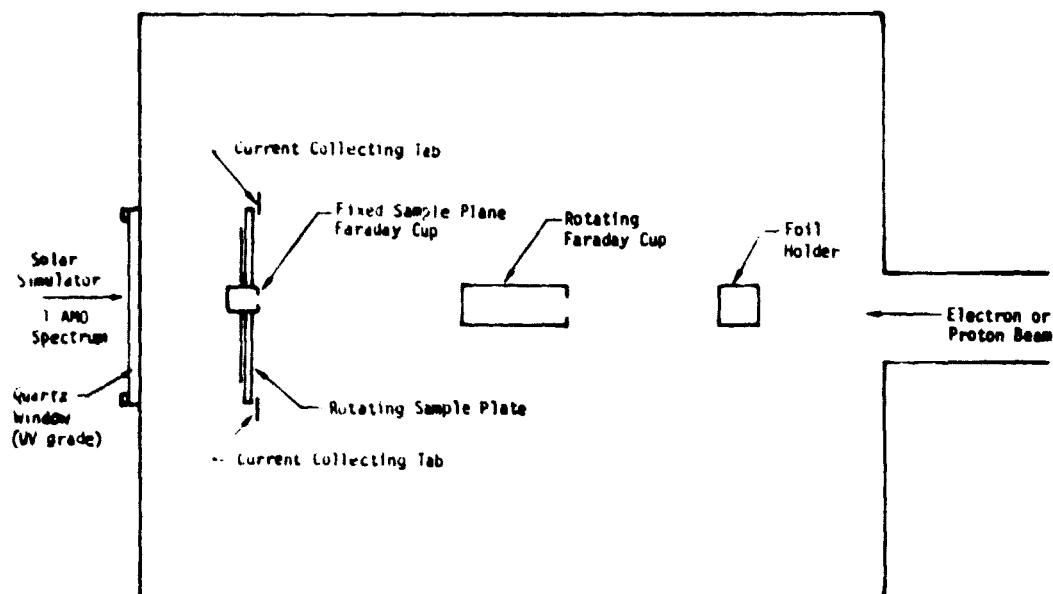 Current Collecting Tab
Fixed Sample Plane
Faraday Cup
Rotating
Faraday Cup
Foil
Holder
Solar
Simulator
1 AMO
Spectrum
Electron or
Proton Beam
Quartz
Window
(UV grade)
Rotating Sample Plate
Current Collecting Tab